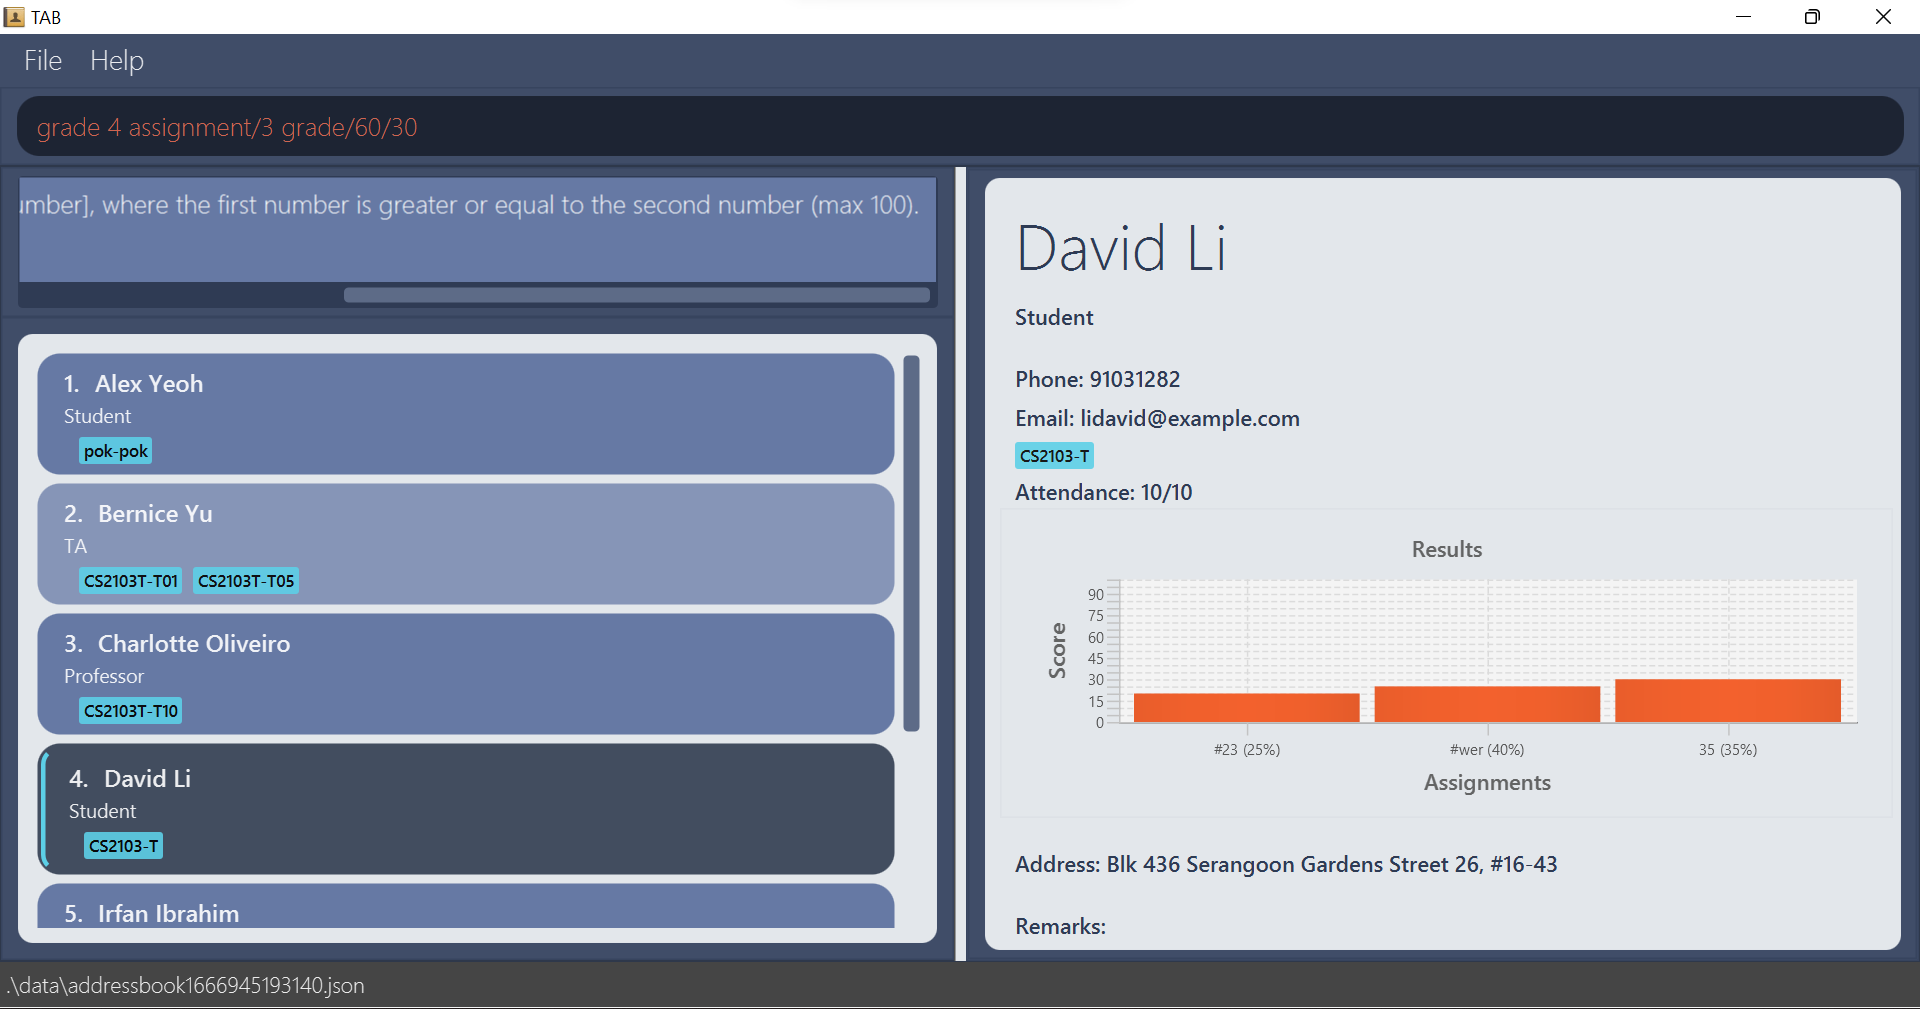 TAB
File Help
grade 4 assignment/3 grade/60/30
mber], where the first number is greater or equal to the second number (max 100).
1. Alex Yeoh
Student
pok-pok
2. Bernice Yu
TA
CS2103T-T01 CS2103T-T05
3. Charlotte Oliveiro
Professor
CS2103T-T10
4. David Li
Student
CS2103-T
5. Irfan Ibrahim
David Li
Student
Phone: 91031282
Email: lidavid@example.com
CS2103-T
Attendance: 10/10
Results
Score
90
75
60
45
30
15
0
#23 (25%) #wer (40%) 35 (35%)
Assignments
Address: Blk 436 Serangoon Gardens Street 26, #16-43
Remarks:
.\data\addressbook1666945193140.json